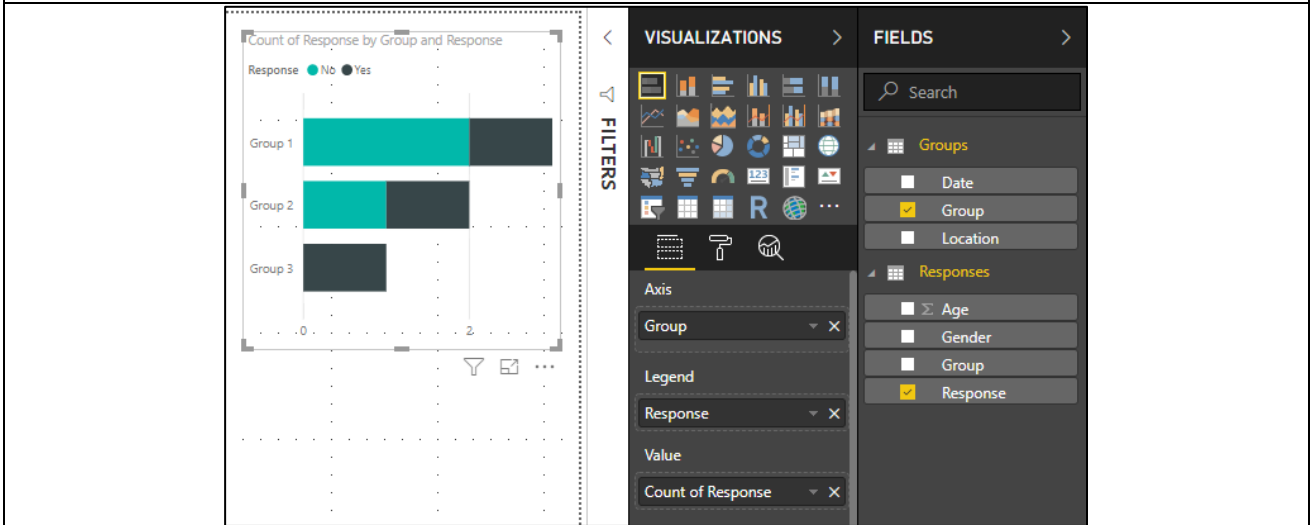 Count of Response by Group and Response
Response No Yes
Group 1
Group 2
Group 3
0 2
FILTERS
VISUALIZATIONS
123
R
Axis
Group
Legend
Response
Value
Count of Response
FIELDS
Search
Groups
Date
Group
Location
Responses
Σ Age
Gender
Group
Response